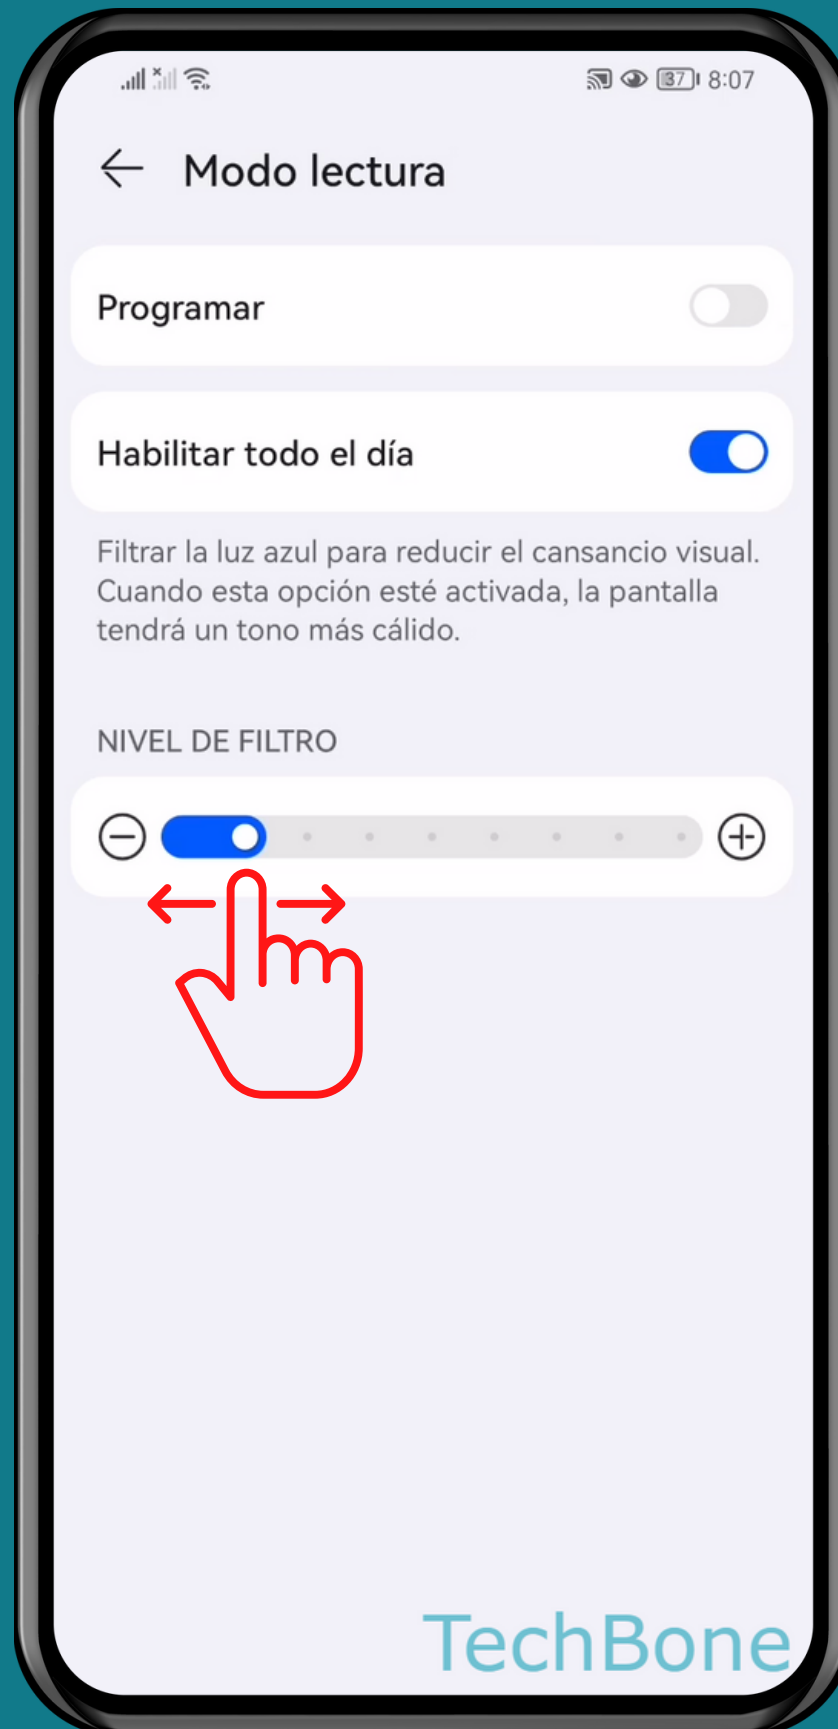 37 8:07
Modo lectura
Programar
Habilitar todo el día
Filtrar la luz azul para reducir el cansancio visual.
Cuando esta opción esté activada, la pantalla
tendrá un tono más cálido.
NIVEL DE FILTRO
TechBone